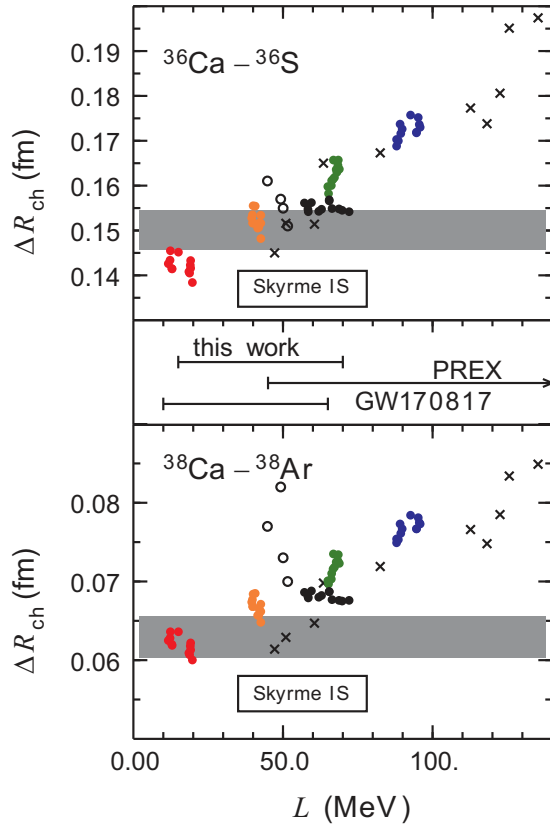 0.20
0.19
³⁶Ca – ³⁶S
0.18
0.17
ΔR_ch (fm)
0.16
0.15
0.14
Skyrme IS
this work
PREX
GW170817
³⁸Ca – ³⁸Ar
0.08
ΔR_ch (fm)
0.07
0.06
Skyrme IS
0.00 50.0 100.
L (MeV)